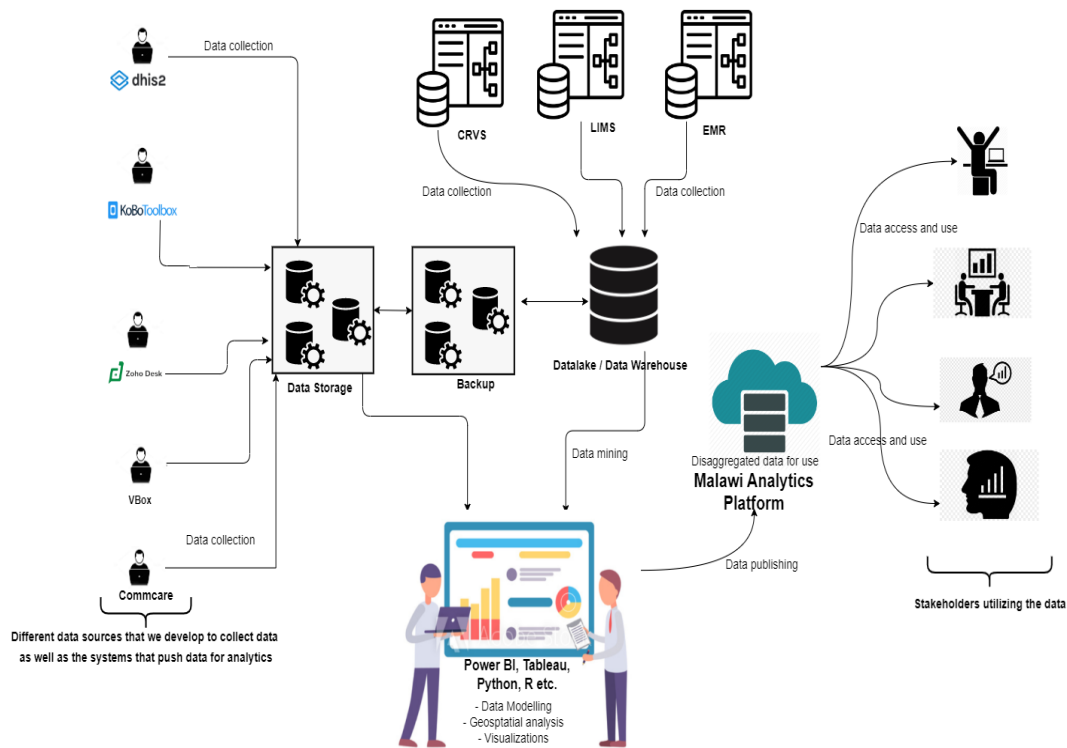 Data collection
dhis2
CRVS
LIMS
EMR
Data collection
Data collection
KoBoToolbox
Data access and use
Zoho Desk
Data Storage
Backup
Datalake / Data Warehouse
Data access and use
Data mining
Disaggregated data for use
Malawi Analytics
Platform
VBox
Data collection
Data publishing
Commcare
Stakeholders utilizing the data
Different data sources that we develop to collect data
as well as the systems that push data for analytics
Power BI, Tableau,
Python, R etc.
- Data Modelling
- Geosptatial analysis
- Visualizations